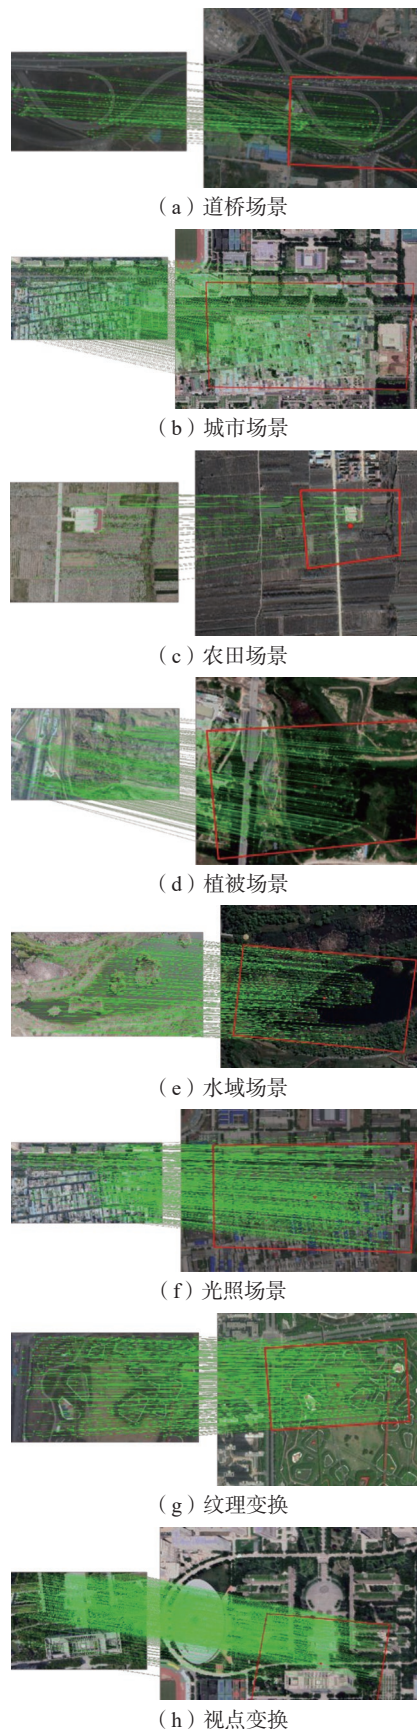 （a）道桥场景
（b）城市场景
（c）农田场景
（d）植被场景
（e）水域场景
（f）光照场景
（g）纹理变换
（h）视点变换